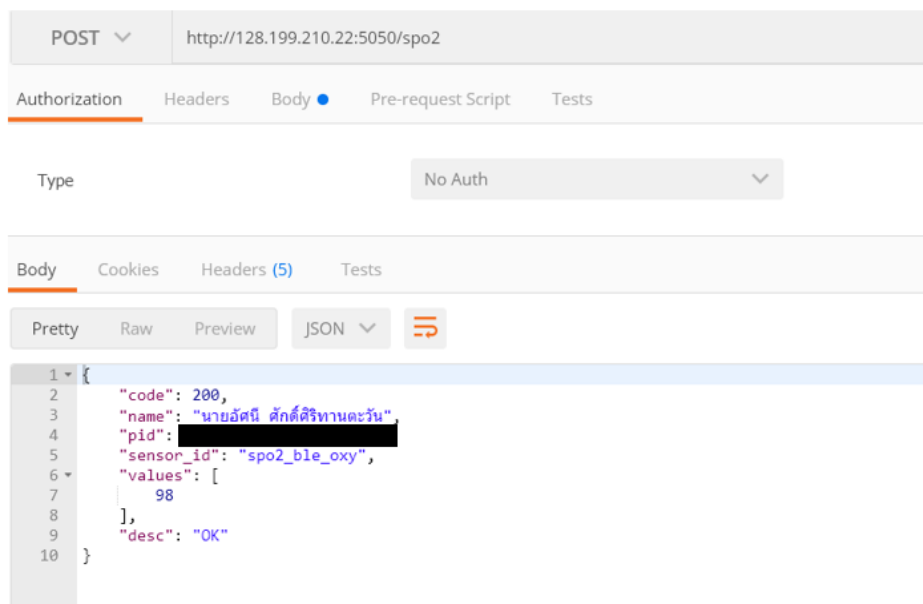 POST http://128.199.210.22:5050/spo2
Authorization Headers Body Pre-request Script Tests
Type No Auth
Body Cookies Headers (5) Tests
Pretty Raw Preview JSON
1 {
2 "code": 200,
3 "name": "นายอัศนี ศักดิ์ศิริทานตะวัน",
4 "pid":
5 "sensor_id": "spo2_ble_oxy",
6 "values": [
7 98
8 ],
9 "desc": "OK"
10 }